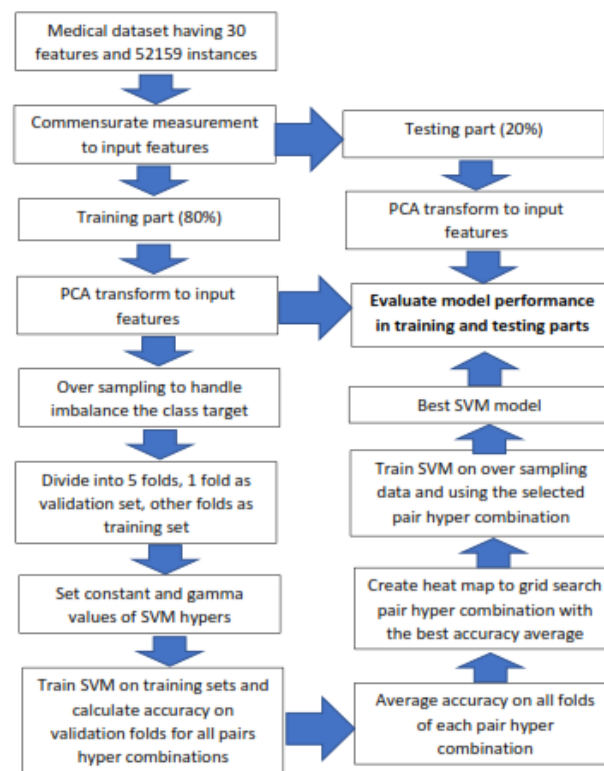 Medical dataset having 30
features and 52159 instances
Commensurate measurement
to input features
Training part (80%)
PCA transform to input
features
Over sampling to handle
imbalance the class target
Divide into 5 folds, 1 fold as
validation set, other folds as
training set
Set constant and gamma
values of SVM hypers
Train SVM on training sets and
calculate accuracy on
validation folds for all pairs
hyper combinations
Testing part (20%)
PCA transform to input
features
Evaluate model performance
in training and testing parts
Best SVM model
Train SVM on over sampling
data and using the selected
pair hyper combination
Create heat map to grid search
pair hyper combination with
the best accuracy average
Average accuracy on all folds
of each pair hyper
combination